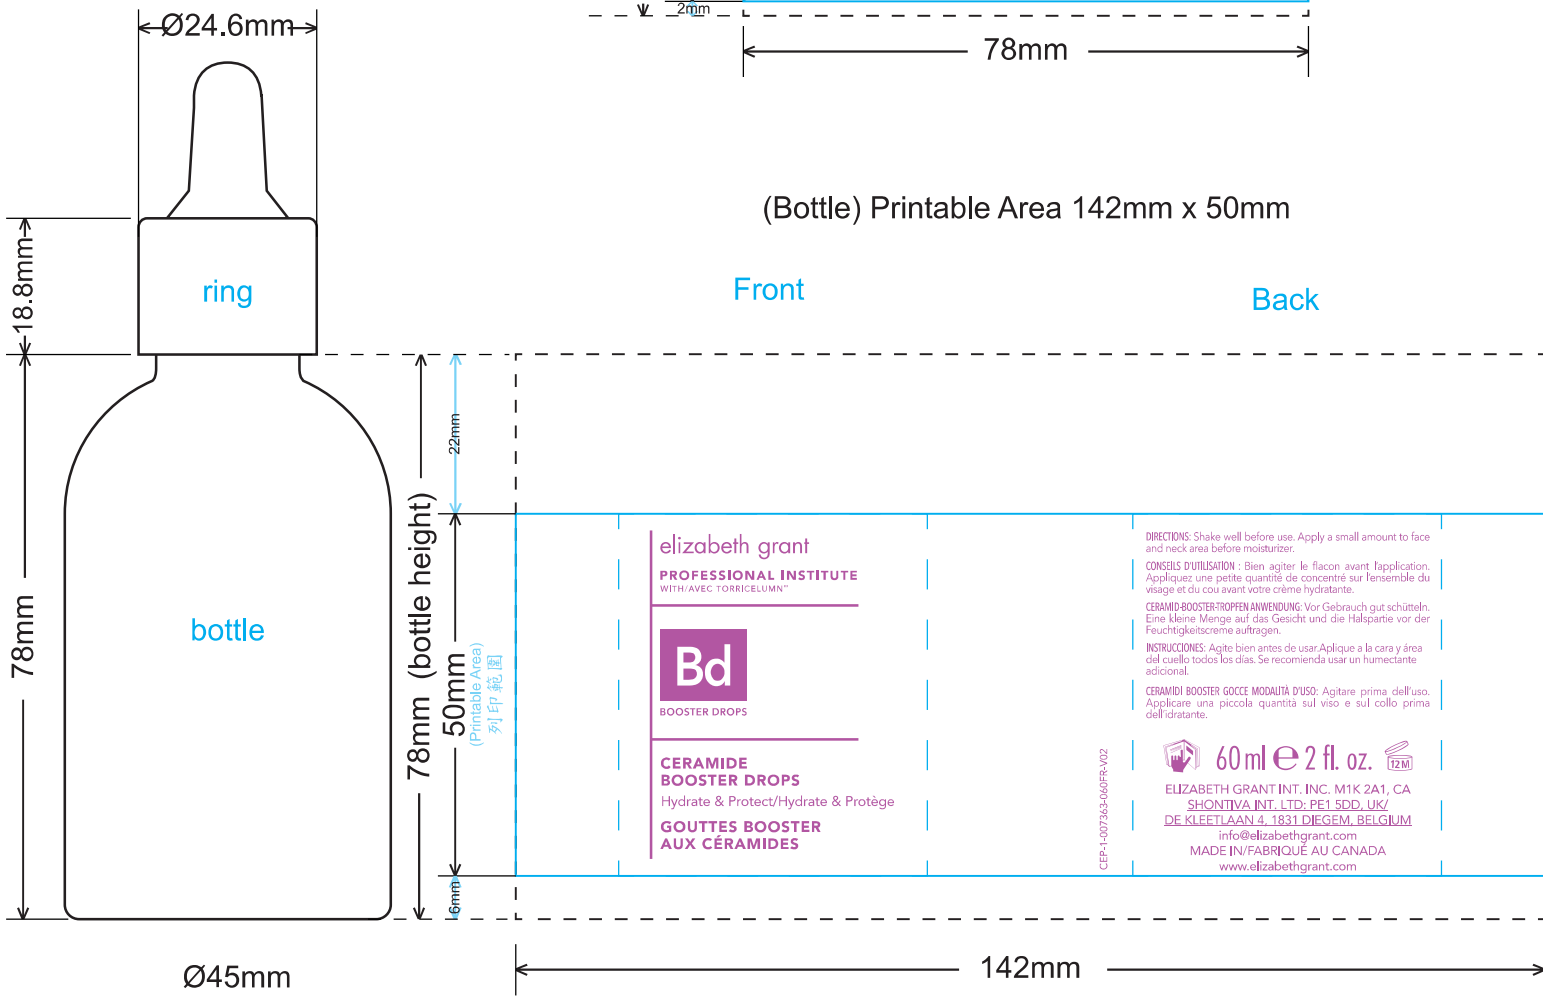 2mm
78mm
Ø24.6mm
(Bottle) Printable Area 142mm x 50mm
Front
Back
18.8mm
ring
78mm
bottle
Ø45mm
78mm (bottle height)
22mm
50mm
(Printable Area)
列印範圍
6mm
142mm
elizabeth grant
PROFESSIONAL INSTITUTE
WITH/AVEC TORRICELUMN™
Bd
BOOSTER DROPS
CERAMIDE
BOOSTER DROPS
Hydrate & Protect/Hydrate & Protège
GOUTTES BOOSTER
AUX CÉRAMIDES
CEP-1-007363-060FR-V02
DIRECTIONS: Shake well before use. Apply a small amount to face
and neck area before moisturizer.
CONSEILS D'UTILISATION : Bien agiter le flacon avant l'application.
Appliquez une petite quantité de concentré sur l'ensemble du
visage et du cou avant votre crème hydratante.
CERAMID-BOOSTER-TROPFEN ANWENDUNG: Vor Gebrauch gut schütteln.
Eine kleine Menge auf das Gesicht und die Halspartie vor der
Feuchtigkeitscreme auftragen.
INSTRUCCIONES: Agite bien antes de usar.Aplique a la cara y área
del cuello todos los días. Se recomienda usar un humectante
adicional.
CERAMIDI BOOSTER GOCCE MODALITÀ D'USO: Agitare prima dell'uso.
Applicare una piccola quantità sul viso e sul collo prima
dell'idratante.
60 ml ℮ 2 fl. oz.
12 M
ELIZABETH GRANT INT. INC. M1K 2A1, CA
SHONTIVA INT. LTD: PE1 5DD, UK/
DE KLEETLAAN 4, 1831 DIEGEM, BELGIUM
info@elizabethgrant.com
MADE IN/FABRIQUÉ AU CANADA
www.elizabethgrant.com